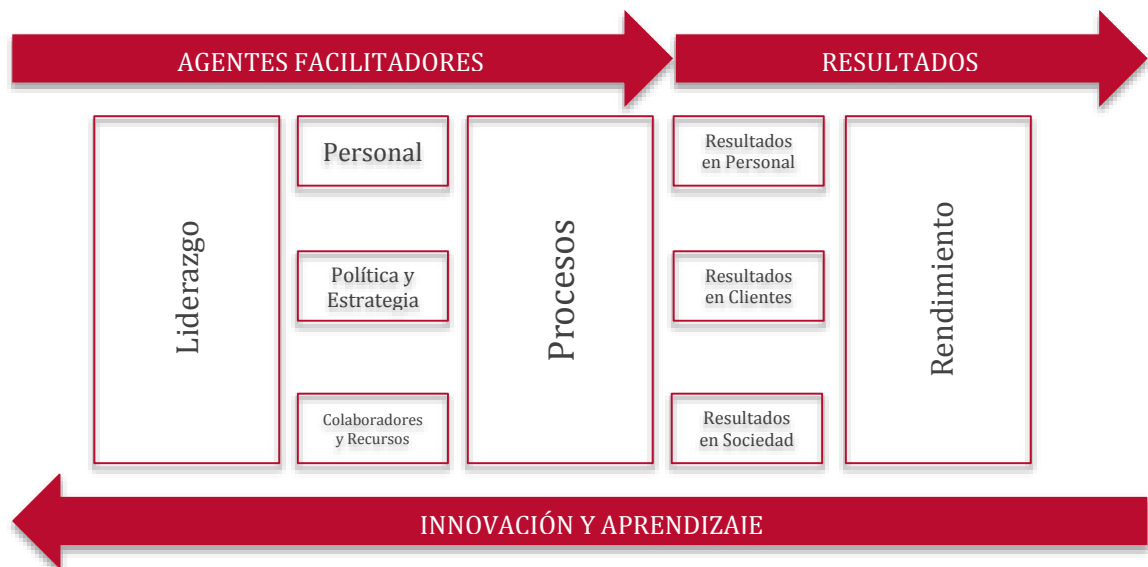 AGENTES FACILITADORES
RESULTADOS
Liderazgo
Personal
Política y
Estrategia
Colaboradores
y Recursos
Procesos
Resultados
en Personal
Resultados
en Clientes
Resultados
en Sociedad
Rendimiento
INNOVACIÓN Y APRENDIZAJE